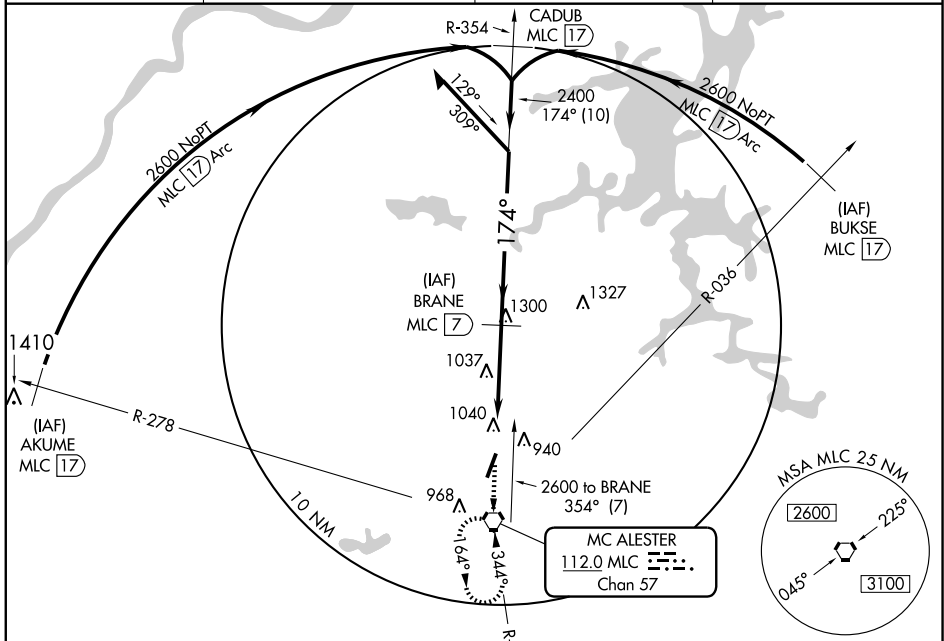 R-354
CADUB
MLC 17
129°
309°
2400
174° (10)
2600 NoPT
MLC 17 Arc
2600 NoPT
MLC 17 Arc
(IAF)
BUKSE
MLC 17
174°
R-036
(IAF)
BRANE
MLC 7
1300
1327
1037
1410
(IAF)
AKUME
MLC 17
R-278
1040
940
968
2600 to BRANE
354° (7)
10 NM
164°
344°
MC ALESTER
112.0 MLC
Chan 57
R-
MSA MLC 25 NM
2600
225°
045°
3100